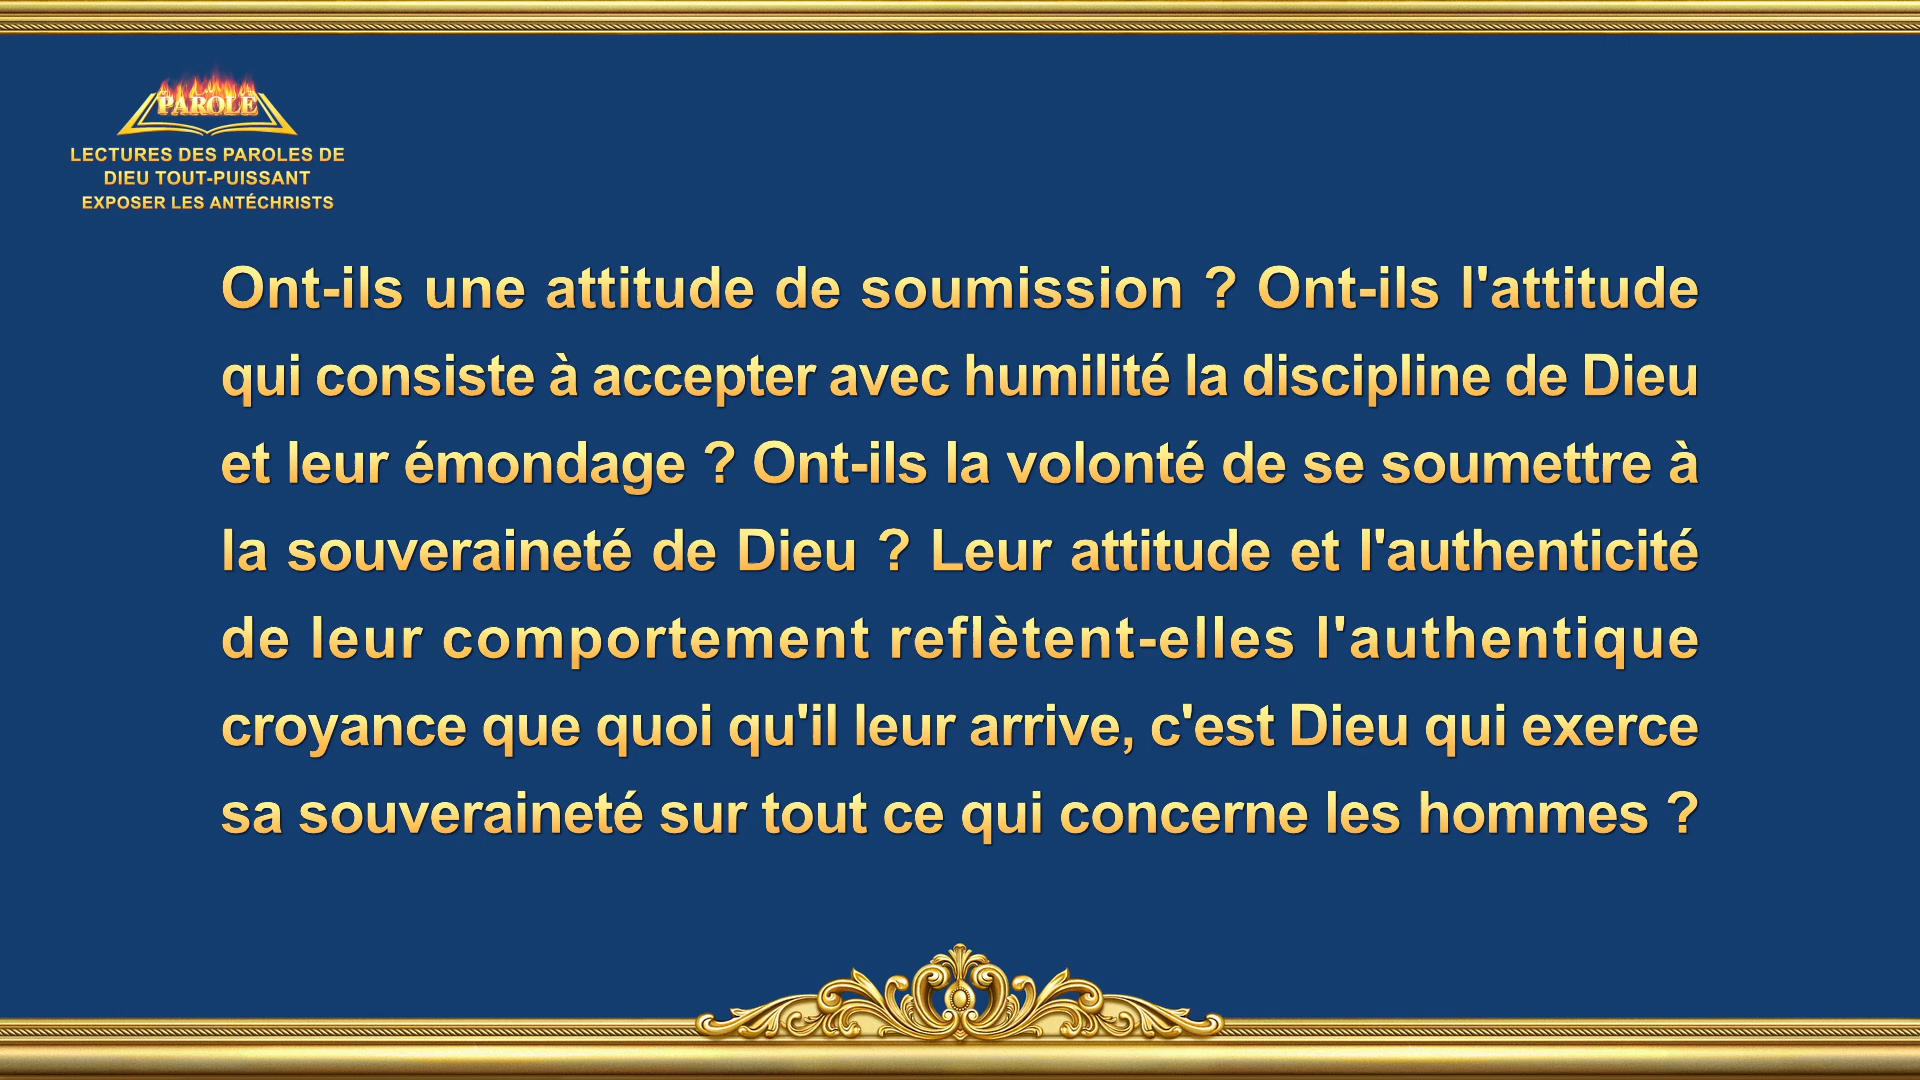 PAROLE
LECTURES DES PAROLES DE
DIEU TOUT-PUISSANT
EXPOSER LES ANTÉCHRISTS
Ont-ils une attitude de soumission ? Ont-ils l'attitude
qui consiste à accepter avec humilité la discipline de Dieu
et leur émondage ? Ont-ils la volonté de se soumettre à
la souveraineté de Dieu ? Leur attitude et l'authenticité
de leur comportement reflètent-elles l'authentique
croyance que quoi qu'il leur arrive, c'est Dieu qui exerce
sa souveraineté sur tout ce qui concerne les hommes ?